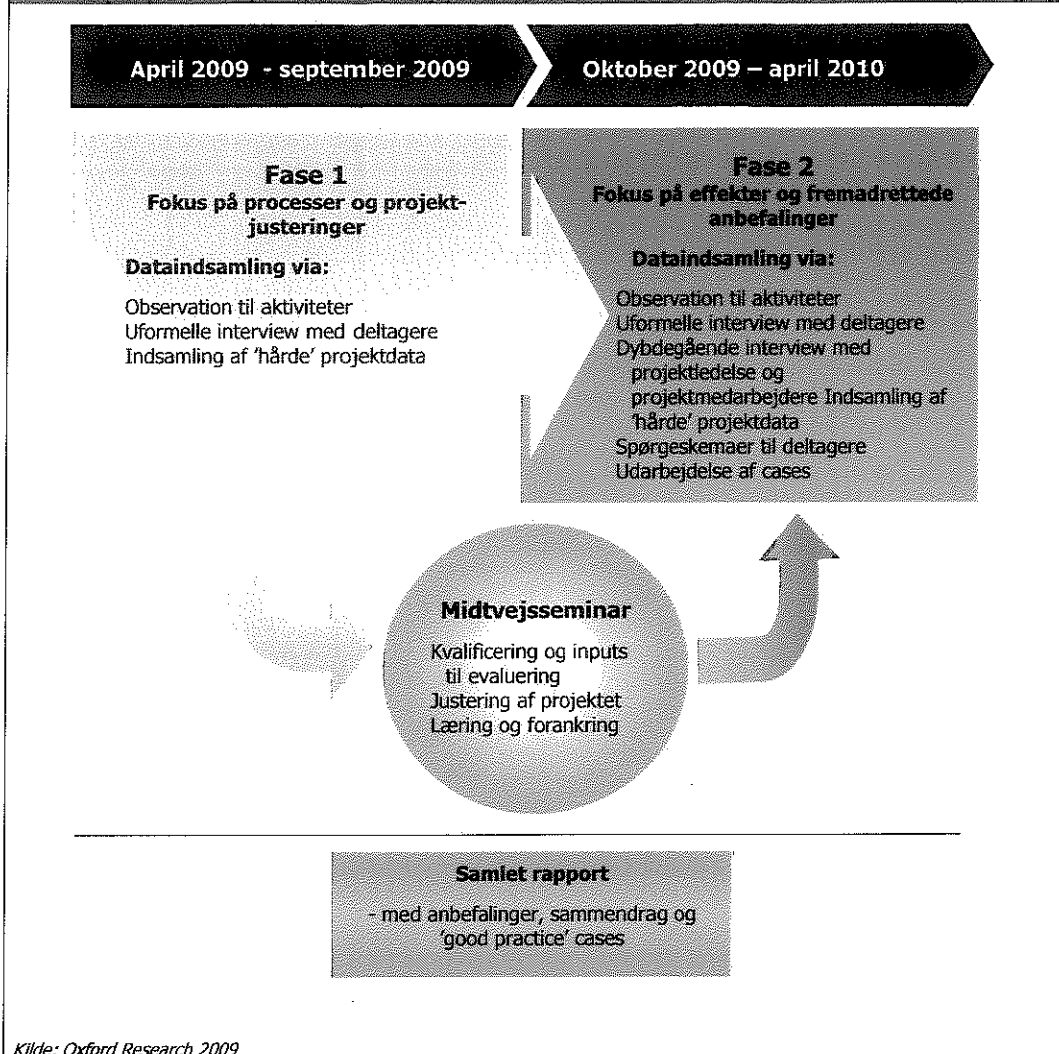 April 2009 - september 2009
Oktober 2009 – april 2010
Fase 1
Fokus på processer og projekt-
justeringer
Dataindsamling via:
Observation til aktiviteter
Uformelle interview med deltagere
Indsamling af 'hårde' projektdata
Fase 2
Fokus på effekter og fremadrettede
anbefalinger
Dataindsamling via:
Observation til aktiviteter
Uformelle interview med deltagere
Dybdegående interview med
projektledelse og
projektmedarbejdere Indsamling af
'hårde' projektdata
Spørgeskemaer til deltagere
Udarbejdelse af cases
Midtvejsseminar
Kvalificering og inputs
til evaluering
Justering af projektet
Læring og forankring
Samlet rapport
- med anbefalinger, sammendrag og
'good practice' cases
Kilde: Oxford Research 2009